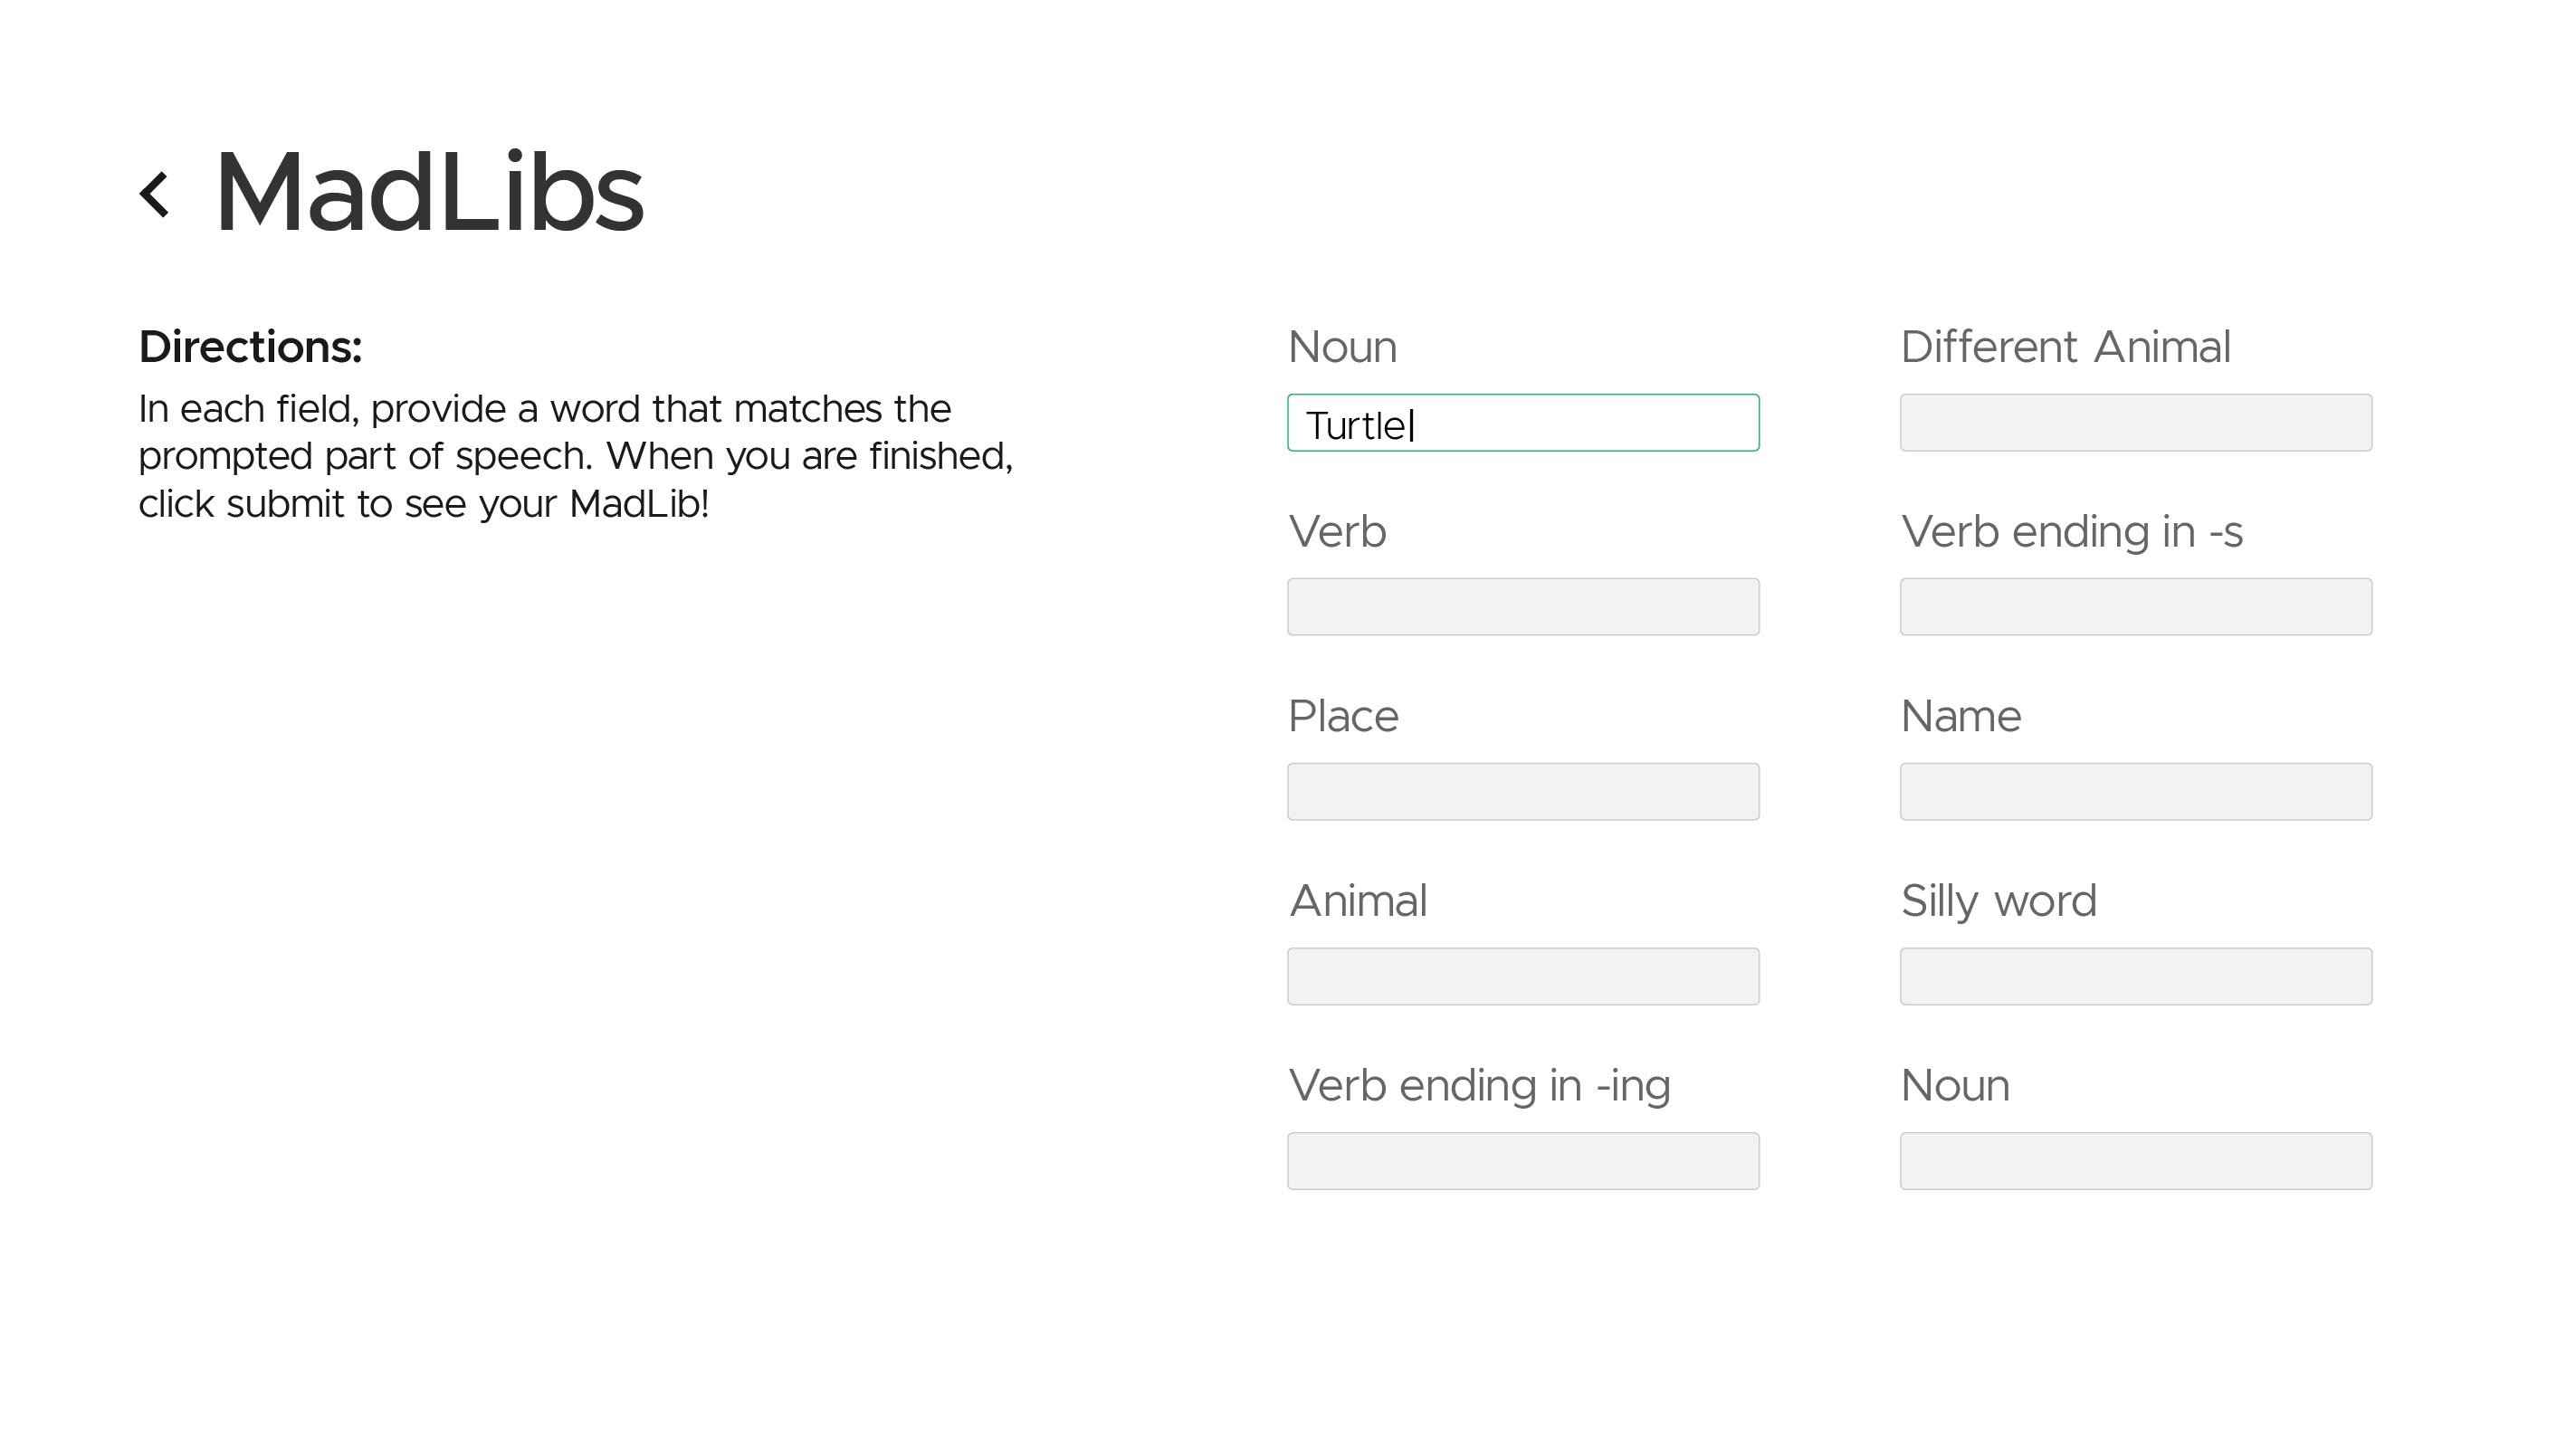 MadLibs
Directions:
In each field, provide a word that matches the
prompted part of speech. When you are finished,
click submit to see your MadLib!
Noun
Turtle
Verb
Place
Animal
Verb ending in -ing
Different Animal
Verb ending in -s
Name
Silly word
Noun